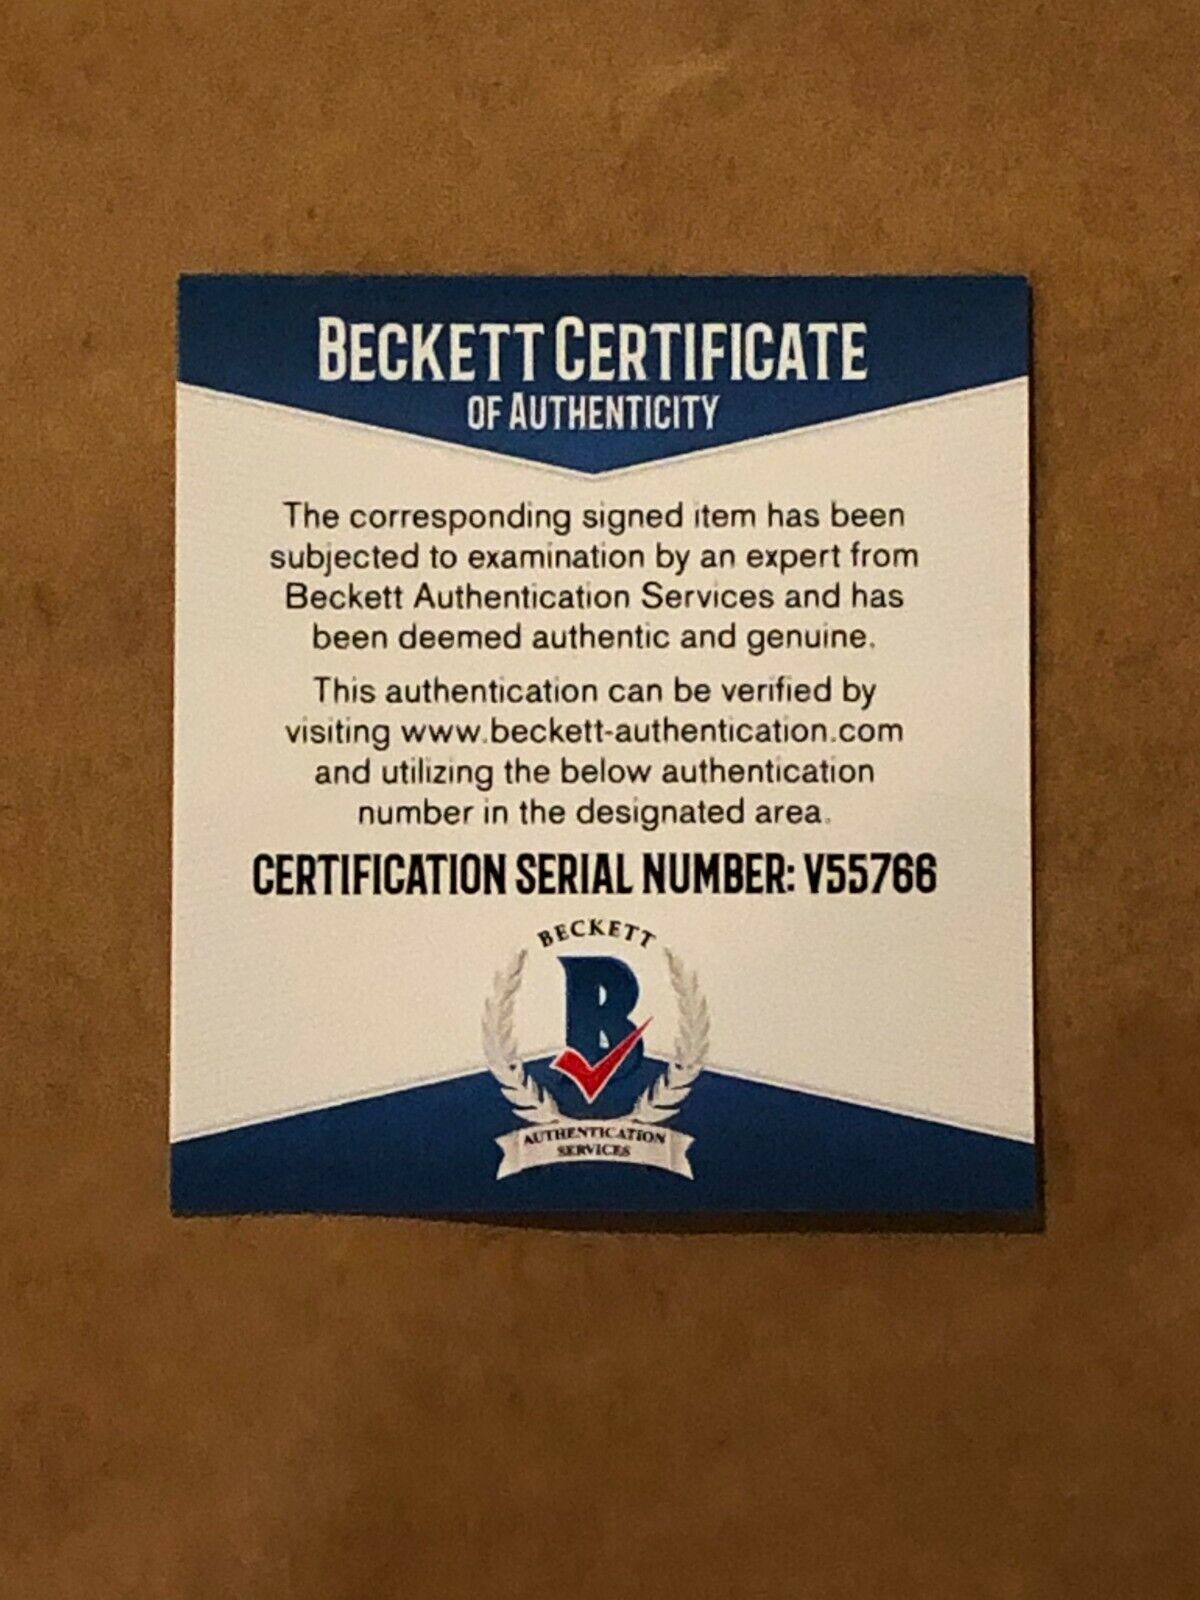 BECKETT CERTIFICATE
OF AUTHENTICITY
The corresponding signed item has been
subjected to examination by an expert from
Beckett Authentication Services and has
been deemed authentic and genuine.
This authentication can be verified by
visiting www.beckett-authentication.com
and utilizing the below authentication
number in the designated area.
CERTIFICATION SERIAL NUMBER: V55766
BECKETT
B
AUTHENTICATION
SERVICES